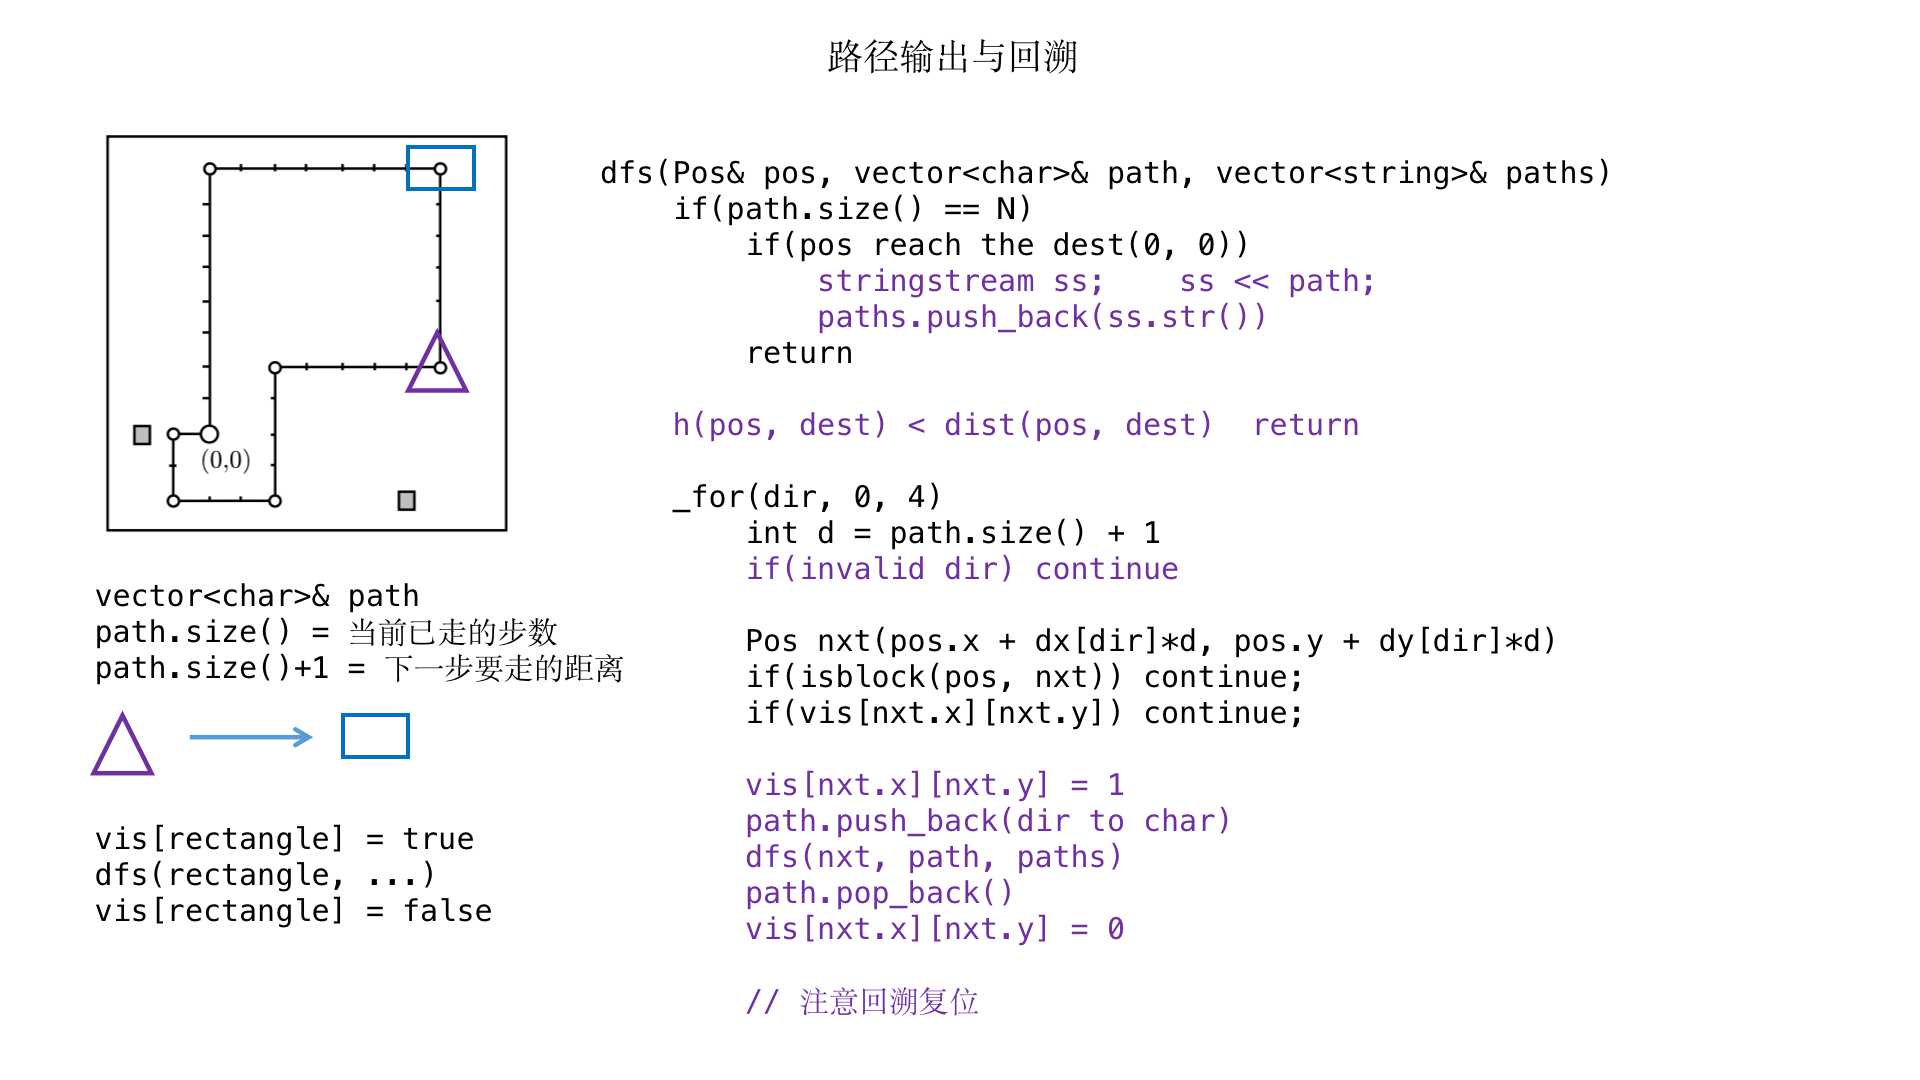 路径输出与回溯
(0,0)
vector<char>& path
path.size() = 当前已走的步数
path.size()+1 = 下一步要走的距离
vis[rectangle] = true
dfs(rectangle, ...)
vis[rectangle] = false
dfs(Pos& pos, vector<char>& path, vector<string>& paths)
if(path.size() == N)
if(pos reach the dest(0, 0))
stringstream ss;    ss << path;
paths.push_back(ss.str())
return
h(pos, dest) < dist(pos, dest)  return
_for(dir, 0, 4)
int d = path.size() + 1
if(invalid dir) continue
Pos nxt(pos.x + dx[dir]*d, pos.y + dy[dir]*d)
if(isblock(pos, nxt)) continue;
if(vis[nxt.x][nxt.y]) continue;
vis[nxt.x][nxt.y] = 1
path.push_back(dir to char)
dfs(nxt, path, paths)
path.pop_back()
vis[nxt.x][nxt.y] = 0
// 注意回溯复位